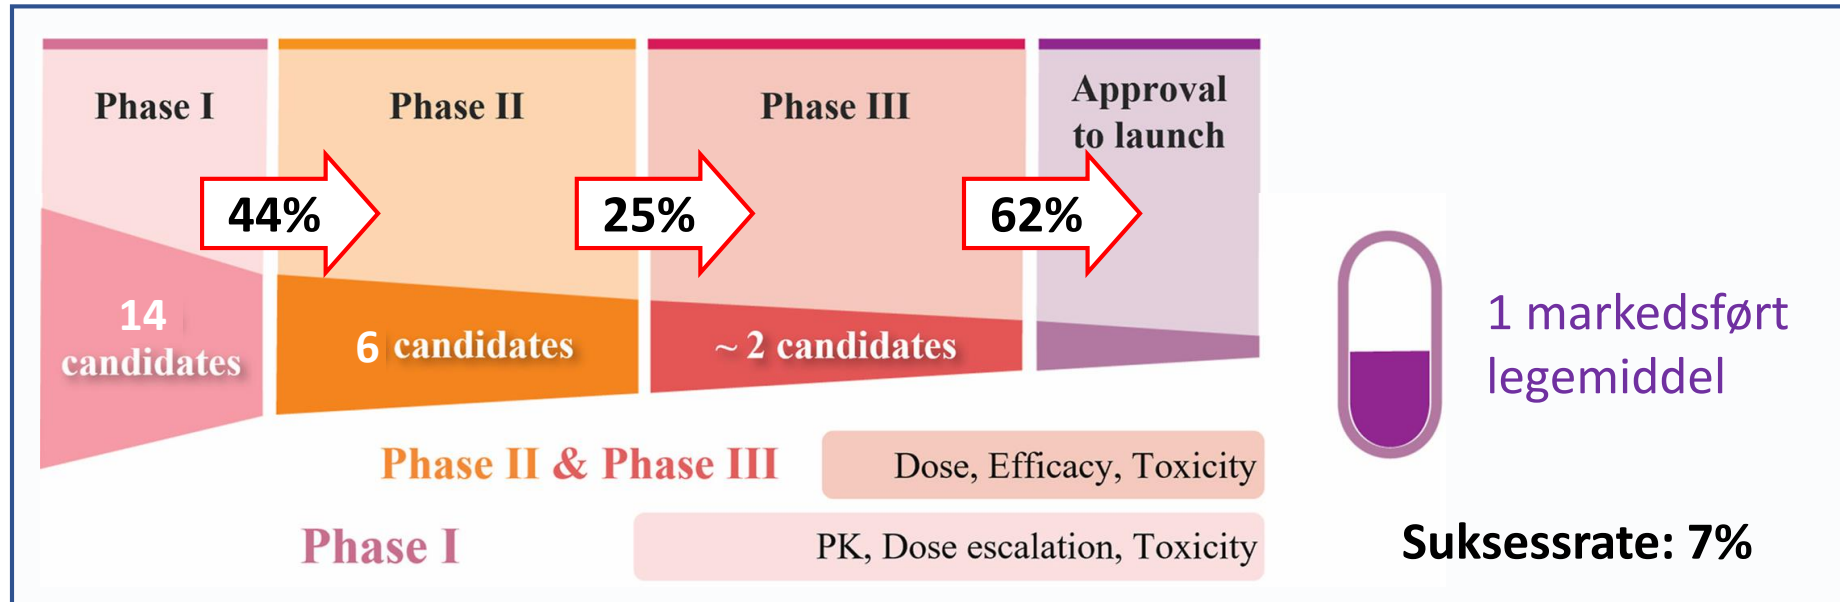 Phase I
Phase II
Phase III
Approval
to launch
44%
25%
62%
14
candidates
6 candidates
~ 2 candidates
1 markedsført
legemiddel
Phase II & Phase III
Dose, Efficacy, Toxicity
Phase I
PK, Dose escalation, Toxicity
Suksessrate: 7%